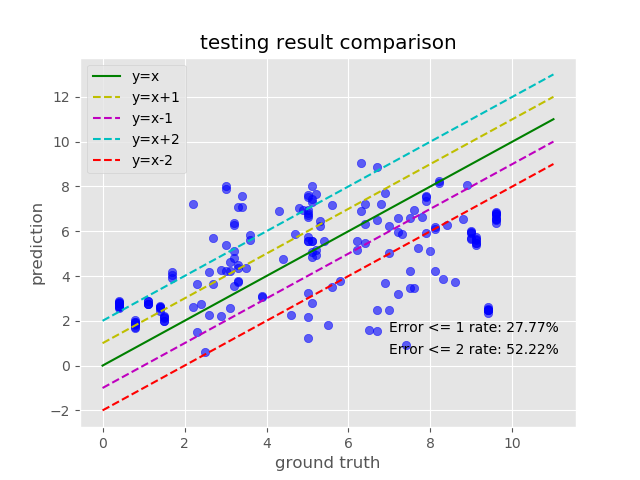 testing result comparison
y=x
y=x+1
y=x-1
y=x+2
y=x-2
12
10
8
6
4
2
0
−2
prediction
Error <= 1 rate: 27.77%
Error <= 2 rate: 52.22%
0 2 4 6 8 10
ground truth